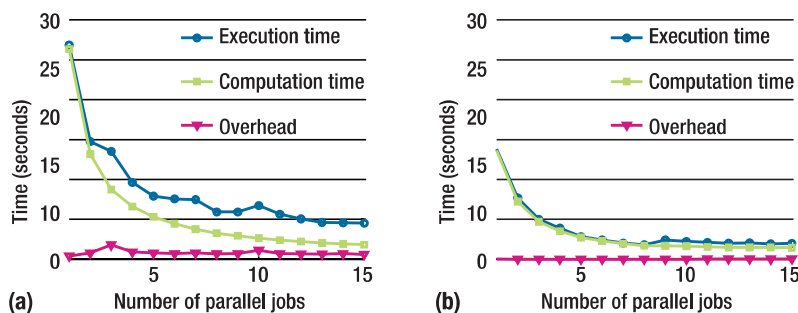 30
25
20
15
10
0
Time (seconds)
Execution time
Computation time
Overhead
5
10
15
Number of parallel jobs
(a)
30
25
20
15
10
0
Time (seconds)
Execution time
Computation time
Overhead
5
10
15
Number of parallel jobs
(b)